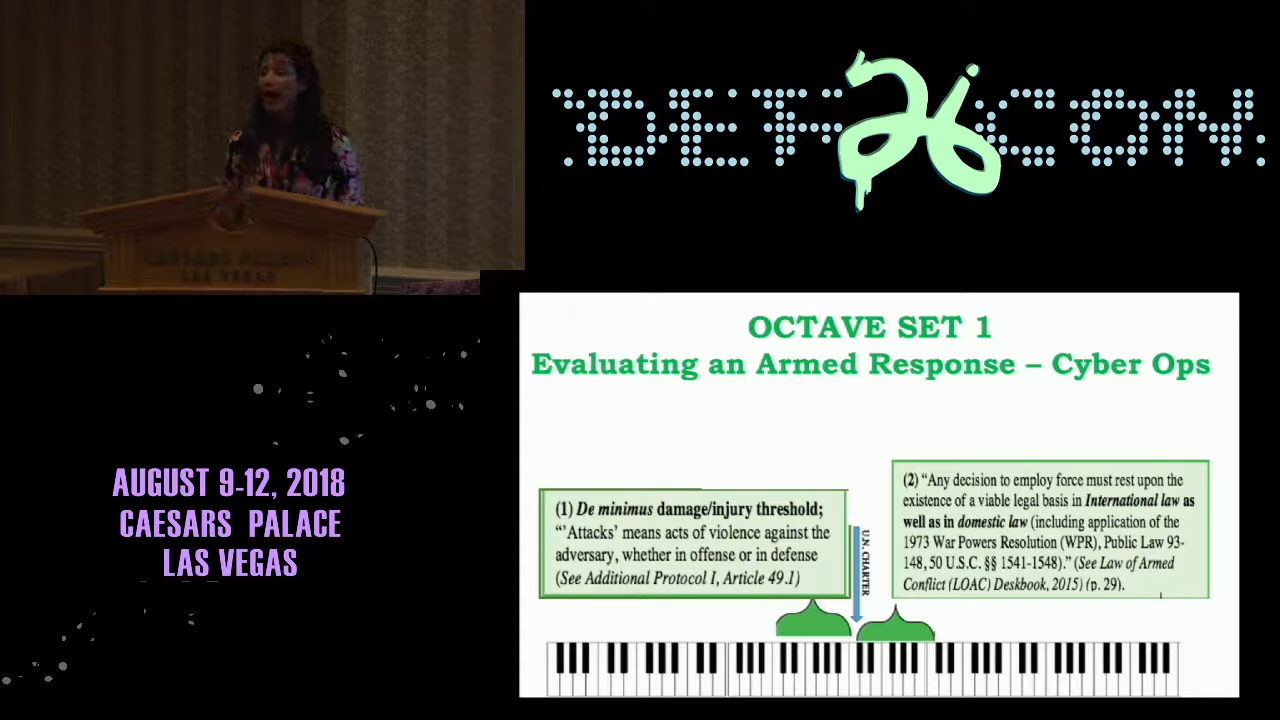 DEF 26 CON
CAESARS PALACE
LAS VEGAS
OCTAVE SET 1
Evaluating an Armed Response – Cyber Ops
(1) De minimus damage/injury threshold;
“‘Attacks’ means acts of violence against the
adversary, whether in offense or in defense
(See Additional Protocol I, Article 49.1)
U.N. CHARTER
(2) “Any decision to employ force must rest upon the
existence of a viable legal basis in International law as
well as in domestic law (including application of the
1973 War Powers Resolution (WPR), Public Law 93-
148, 50 U.S.C. §§ 1541-1548).” (See Law of Armed
Conflict (LOAC) Deskbook, 2015) (p. 29).
AUGUST 9-12, 2018
CAESARS PALACE
LAS VEGAS